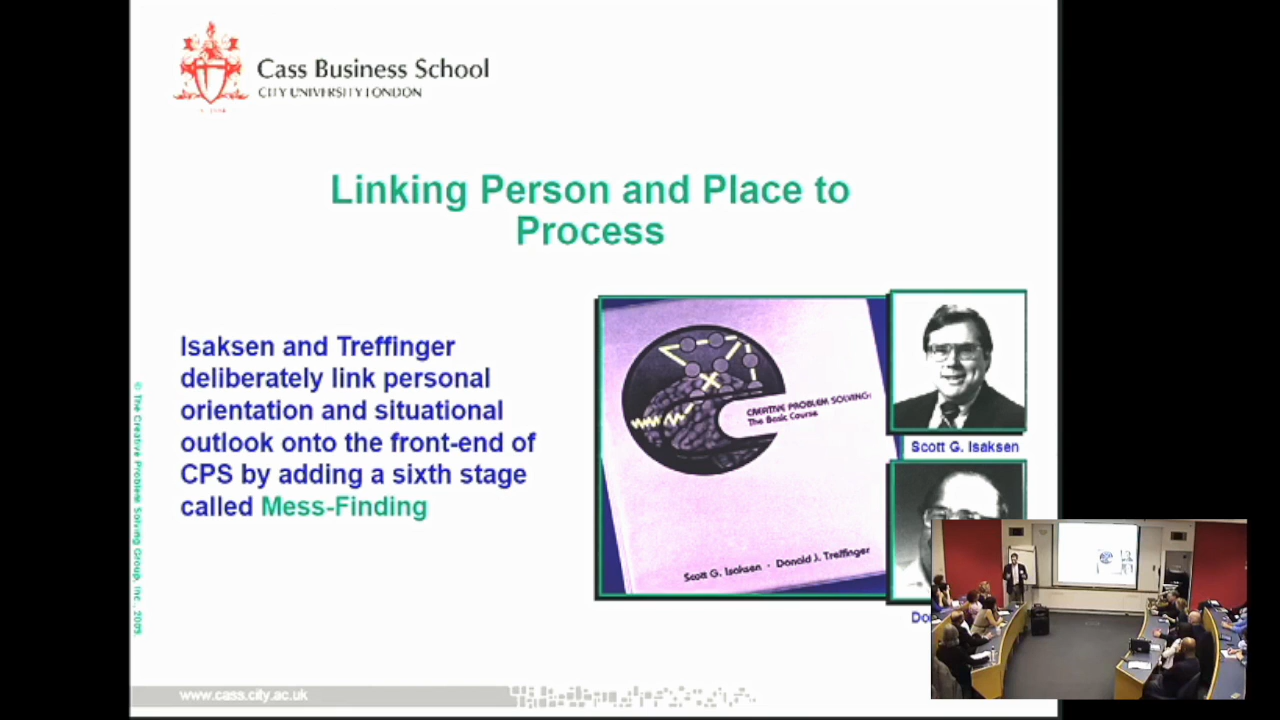 Cass Business School
CITY UNIVERSITY LONDON
Linking Person and Place to
Process
Isaksen and Treffinger
deliberately link personal
orientation and situational
outlook onto the front-end of
CPS by adding a sixth stage
called Mess-Finding
CREATIVE PROBLEM SOLVING:
The Basic Course
Scott G. Isaksen · Donald J. Treffinger
Scott G. Isaksen
Do
© The Creative Problem Solving Group, Inc., 2009
www.cass.city.ac.uk